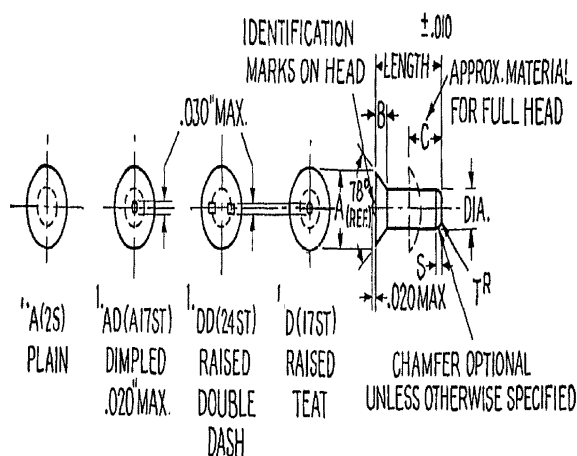 IDENTIFICATION
MARKS ON HEAD
±.010
LENGTH
APPROX. MATERIAL
FOR FULL HEAD
.030" MAX.
B
C
A
78°
(REF.)
DIA.
S
TR
.020 MAX
"A(2S)
PLAIN
AD(A17ST)
DIMPLED
.020" MAX.
DD(24ST)
RAISED
DOUBLE
DASH
D(17ST)
RAISED
TEAT
CHAMFER OPTIONAL
UNLESS OTHERWISE SPECIFIED